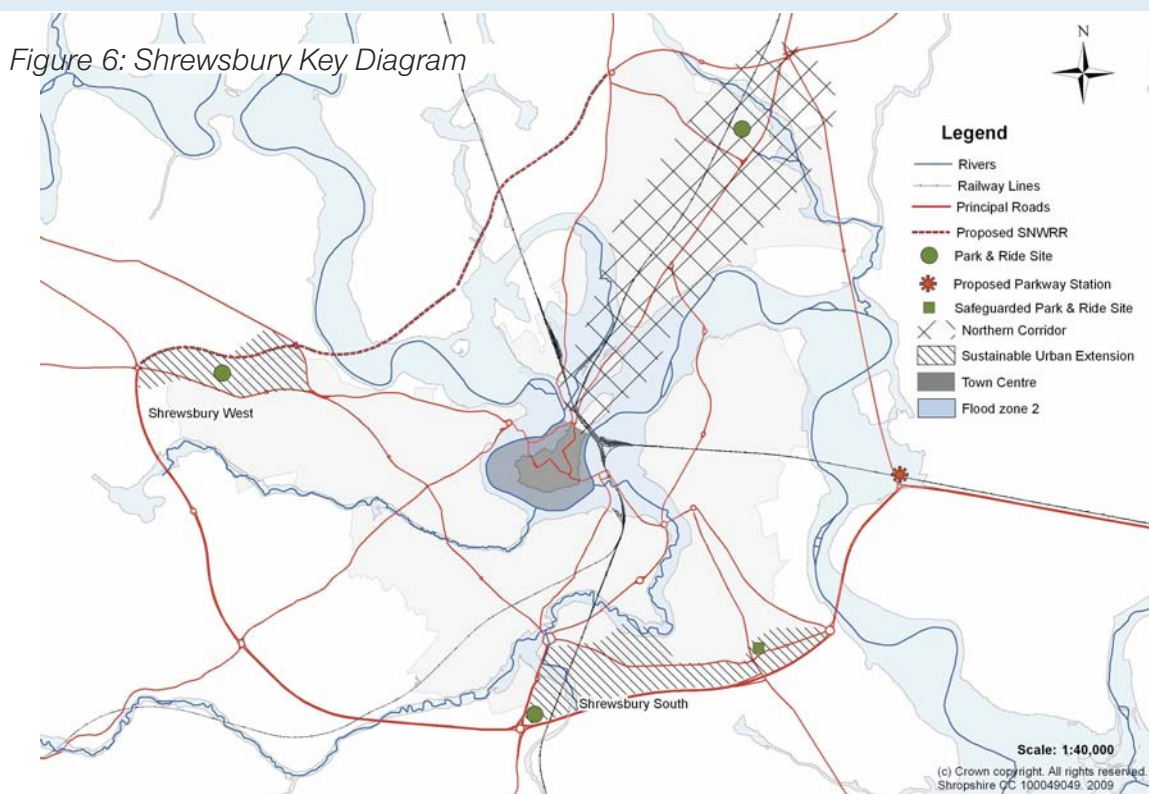 Figure 6: Shrewsbury Key Diagram
N
Legend
Rivers
Railway Lines
Principal Roads
Proposed SNWRR
Park & Ride Site
Proposed Parkway Station
Safeguarded Park & Ride Site
Northern Corridor
Sustainable Urban Extension
Town Centre
Flood zone 2
Shrewsbury West
Shrewsbury South
Scale: 1:40,000
(c) Crown copyright. All rights reserved.
Shropshire CC 100049049. 2009